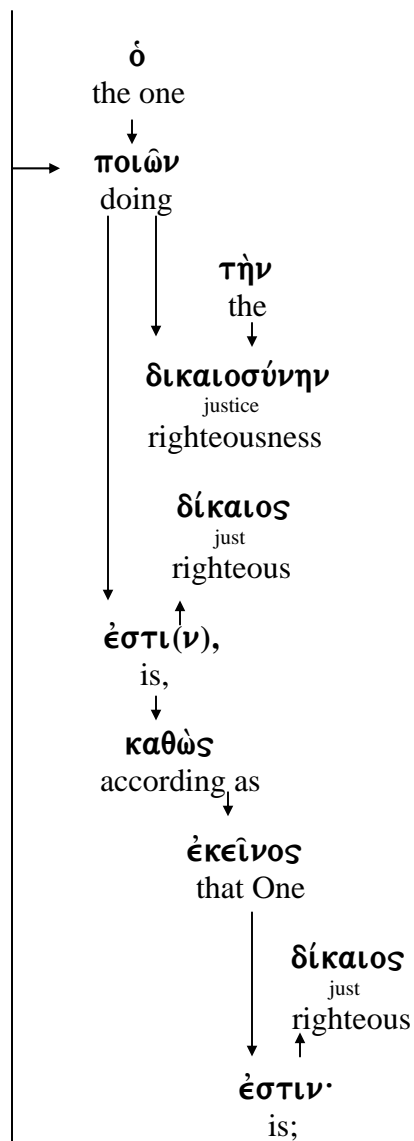 ὁ
the one
ποιῶν
doing
τὴν
the
δικαιοσύνην
justice
righteousness
δίκαιος
just
righteous
ἐστι(ν),
is,
καθὼς
according as
ἐκεῖνος
that One
δίκαιος
just
righteous
ἐστιν·
is;